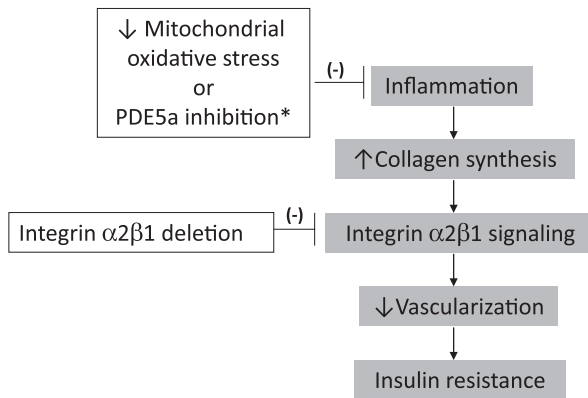 ↓ Mitochondrial
oxidative stress
or
PDE5a inhibition*
(-)
Inflammation
↑Collagen synthesis
Integrin α2β1 deletion
(-)
Integrin α2β1 signaling
↓Vascularization
Insulin resistance